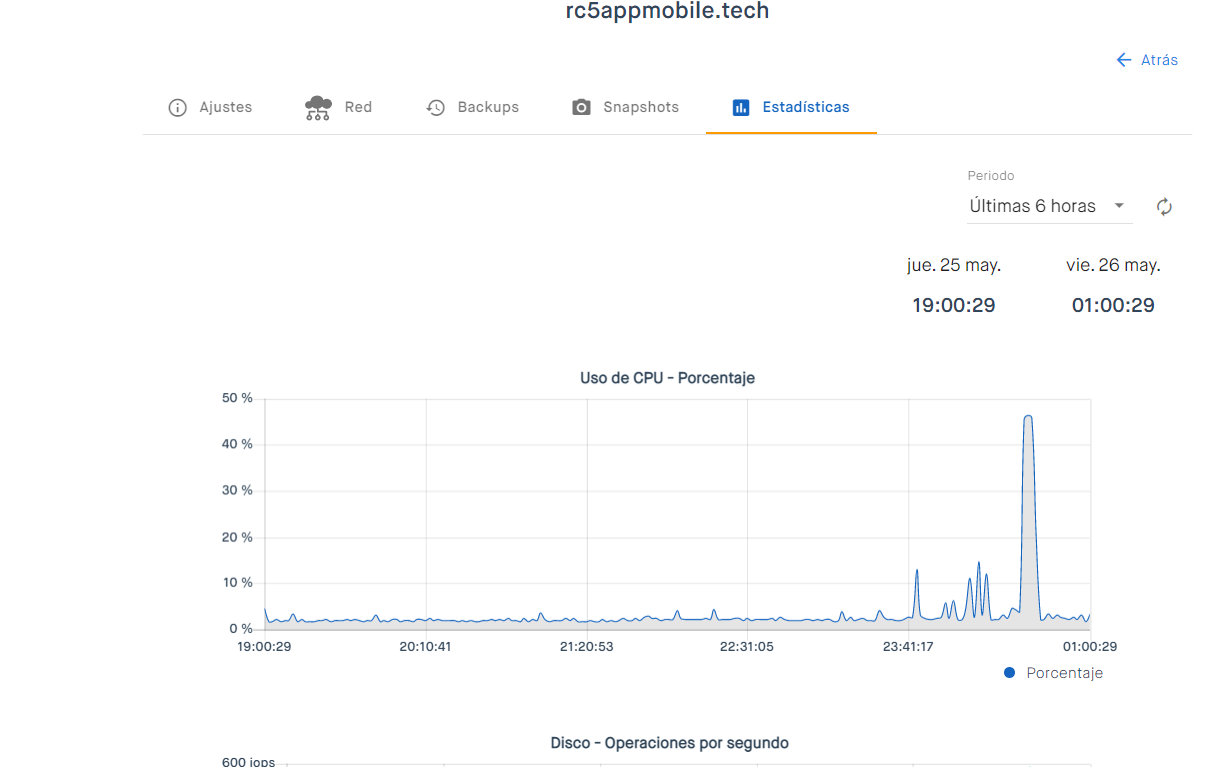 rc5appmobile.tech
Atrás
Ajustes Red Backups Snapshots Estadísticas
Periodo
Últimas 6 horas
jue. 25 may. vie. 26 may.
19:00:29 01:00:29
Uso de CPU - Porcentaje
50 %
40 %
30 %
20 %
10 %
0 %
19:00:29 20:10:41 21:20:53 22:31:05 23:41:17 01:00:29
Porcentaje
Disco - Operaciones por segundo
600 iops